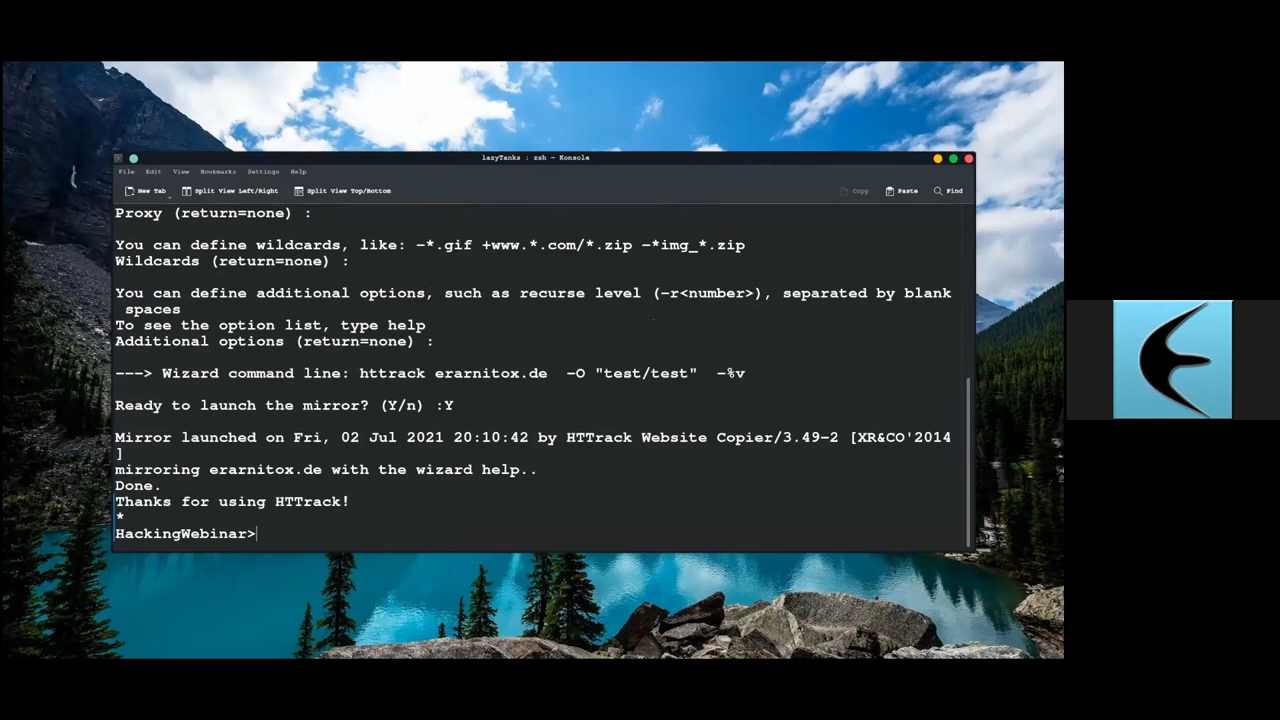 lazyTanks : zsh — Konsole
File Edit View Bookmarks Settings Help
New Tab Split View Left/Right Split View Top/Bottom Copy Paste Find
Proxy (return=none) :
You can define wildcards, like: -*.gif +www.*.com/*.zip -*img_*.zip
Wildcards (return=none) :
You can define additional options, such as recurse level (-r<number>), separated by blank
spaces
To see the option list, type help
Additional options (return=none) :
---> Wizard command line: httrack erarnitox.de  -O "test/test"  -%v
Ready to launch the mirror? (Y/n) :Y
Mirror launched on Fri, 02 Jul 2021 20:10:42 by HTTrack Website Copier/3.49-2 [XR&CO'2014
]
mirroring erarnitox.de with the wizard help..
Done.
Thanks for using HTTrack!
*
HackingWebinar>